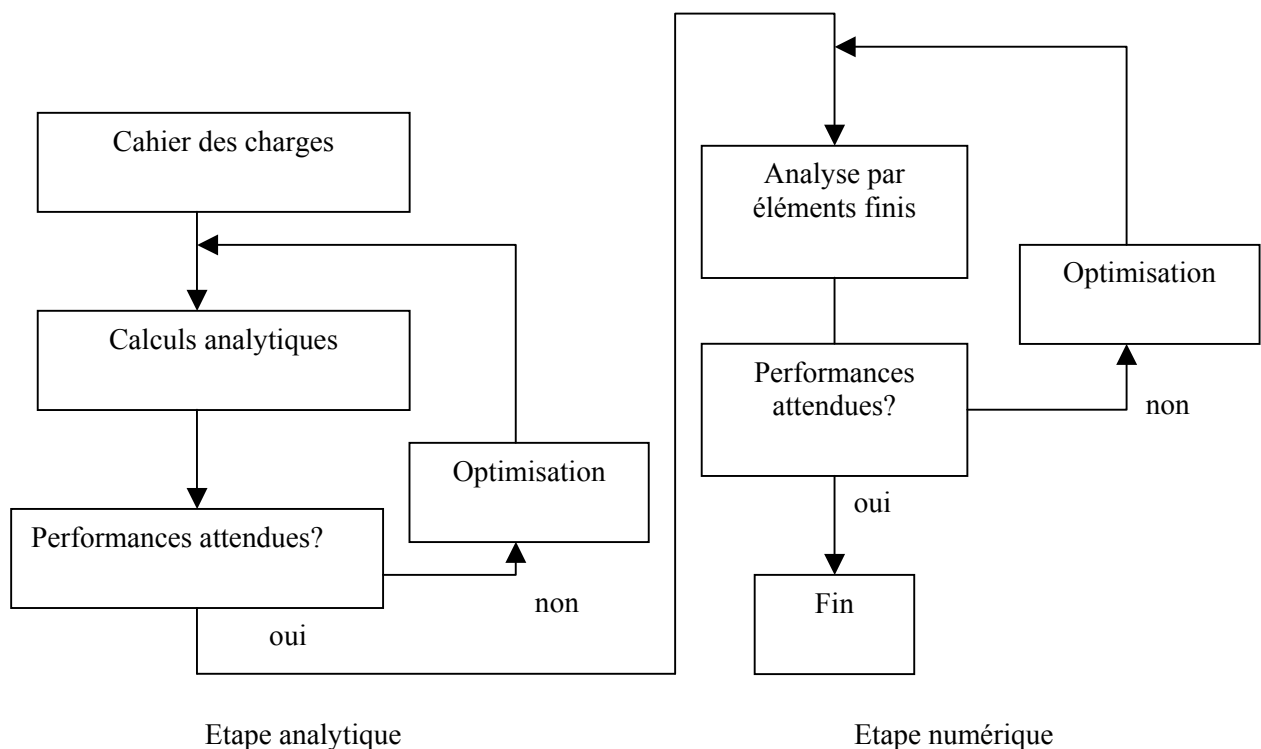 Cahier des charges
Calculs analytiques
Optimisation
Performances attendues?
non
oui
Etape analytique
Analyse par
éléments finis
Optimisation
Performances
attendues?
non
oui
Fin
Etape numérique